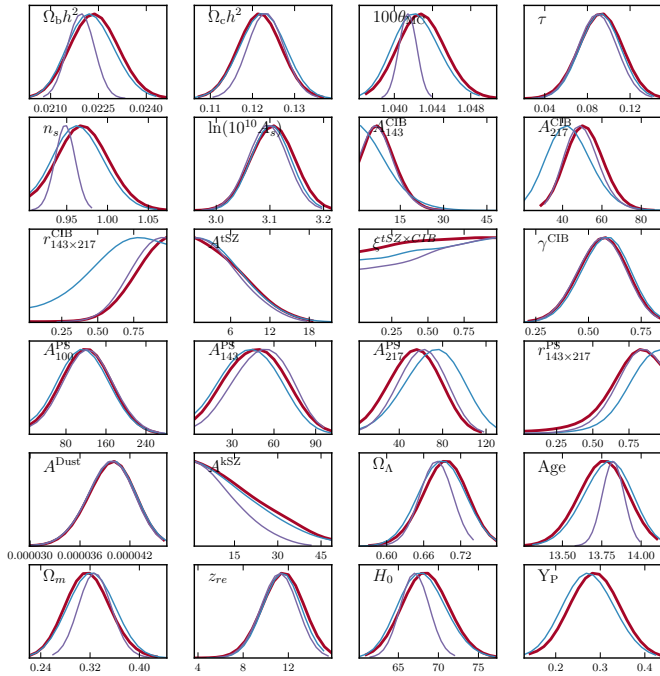 Ω_b h^2 Ω_c h^2 100θ_MC τ
0.0210 0.0225 0.0240 0.11 0.12 0.13 1.040 1.044 1.048 0.04 0.08 0.12
n_s ln(10^10 A_s) A^CIB_143 A^CIB_217
0.95 1.00 1.05 3.0 3.1 3.2 15 30 45 40 60 80
r^CIB_143×217 A^tSZ ξ^tSZ×CIB γ^CIB
0.25 0.50 0.75 6 12 18 0.25 0.50 0.75 0.25 0.50 0.75
A^PS_100 A^PS_143 A^PS_217 r^PS_143×217
80 160 240 30 60 90 40 80 120 0.25 0.50 0.75
A^Dust A^kSZ Ω_Λ Age
0.000030 0.000036 0.000042 15 30 45 0.60 0.66 0.72 13.50 13.75 14.00
Ω_m z_re H_0 Y_P
0.24 0.32 0.40 4 8 12 65 70 75 0.2 0.3 0.4